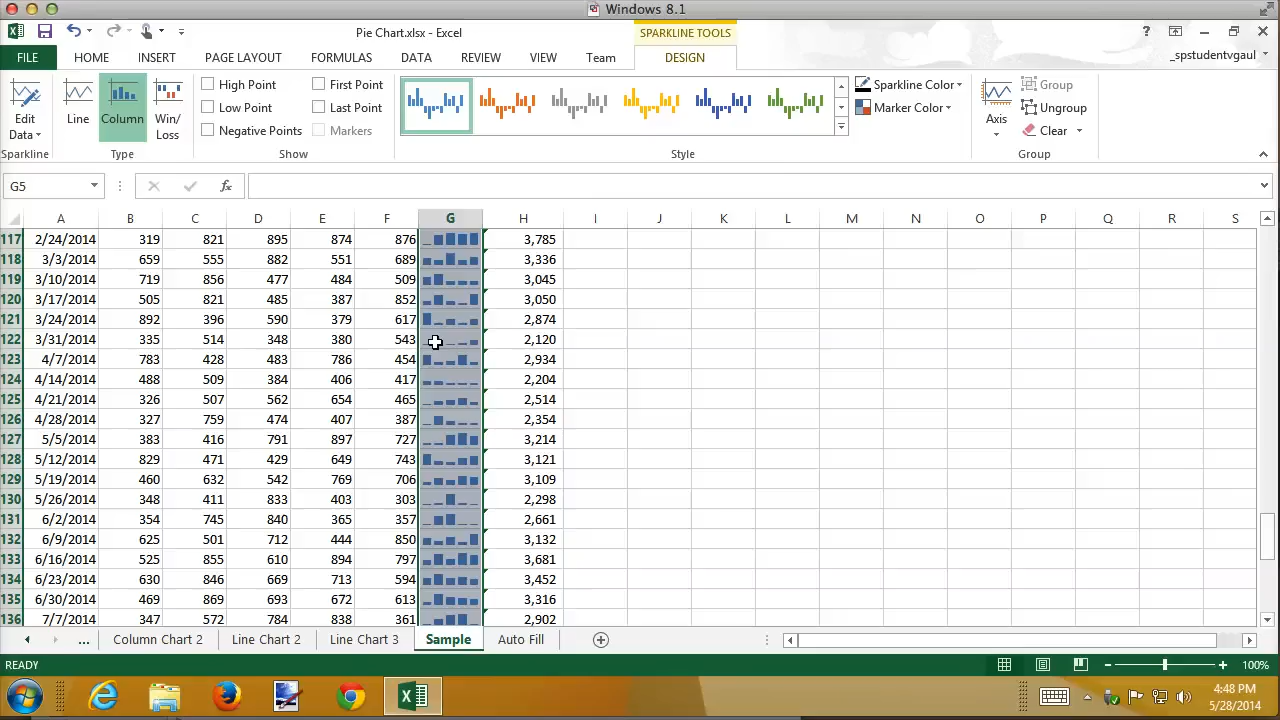 Windows 8.1
Pie Chart.xlsx - Excel
SPARKLINE TOOLS
?
FILE HOME INSERT PAGE LAYOUT FORMULAS DATA REVIEW VIEW Team DESIGN _spstudentvgaul
Edit Data
Line
Column
Win/Loss
High Point First Point
Low Point Last Point
Negative Points Markers
Sparkline Color
Marker Color
Axis
Group
Ungroup
Clear
Sparkline Type Show Style Group
G5 fx
A B C D E F G H I J K L M N O P Q R S
117 2/24/2014 319 821 895 874 876 3,785
118 3/3/2014 659 555 882 551 689 3,336
119 3/10/2014 719 856 477 484 509 3,045
120 3/17/2014 505 821 485 387 852 3,050
121 3/24/2014 892 396 590 379 617 2,874
122 3/31/2014 335 514 348 380 543 2,120
123 4/7/2014 783 428 483 786 454 2,934
124 4/14/2014 488 509 384 406 417 2,204
125 4/21/2014 326 507 562 654 465 2,514
126 4/28/2014 327 759 474 407 387 2,354
127 5/5/2014 383 416 791 897 727 3,214
128 5/12/2014 829 471 429 649 743 3,121
129 5/19/2014 460 632 542 769 706 3,109
130 5/26/2014 348 411 833 403 303 2,298
131 6/2/2014 354 745 840 365 357 2,661
132 6/9/2014 625 501 712 444 850 3,132
133 6/16/2014 525 855 610 894 797 3,681
134 6/23/2014 630 846 669 713 594 3,452
135 6/30/2014 469 869 693 672 613 3,316
136 7/7/2014 347 572 784 838 361 2,902
... Column Chart 2 Line Chart 2 Line Chart 3 Sample Auto Fill
READY 100%
4:48 PM
5/28/2014